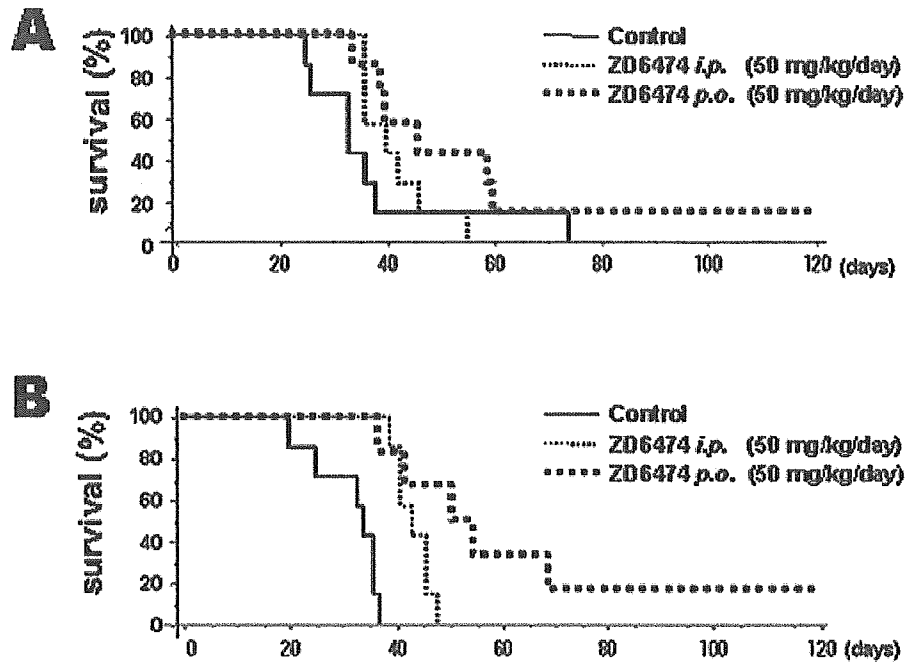 A
survival (%)
100
80
60
40
20
0
Control
ZD6474 i.p. (50 mg/kg/day)
ZD6474 p.o. (50 mg/kg/day)
0 20 40 60 80 100 120 (days)
B
survival (%)
100
80
60
40
20
0
Control
ZD6474 i.p. (50 mg/kg/day)
ZD6474 p.o. (50 mg/kg/day)
0 20 40 60 80 100 120 (days)